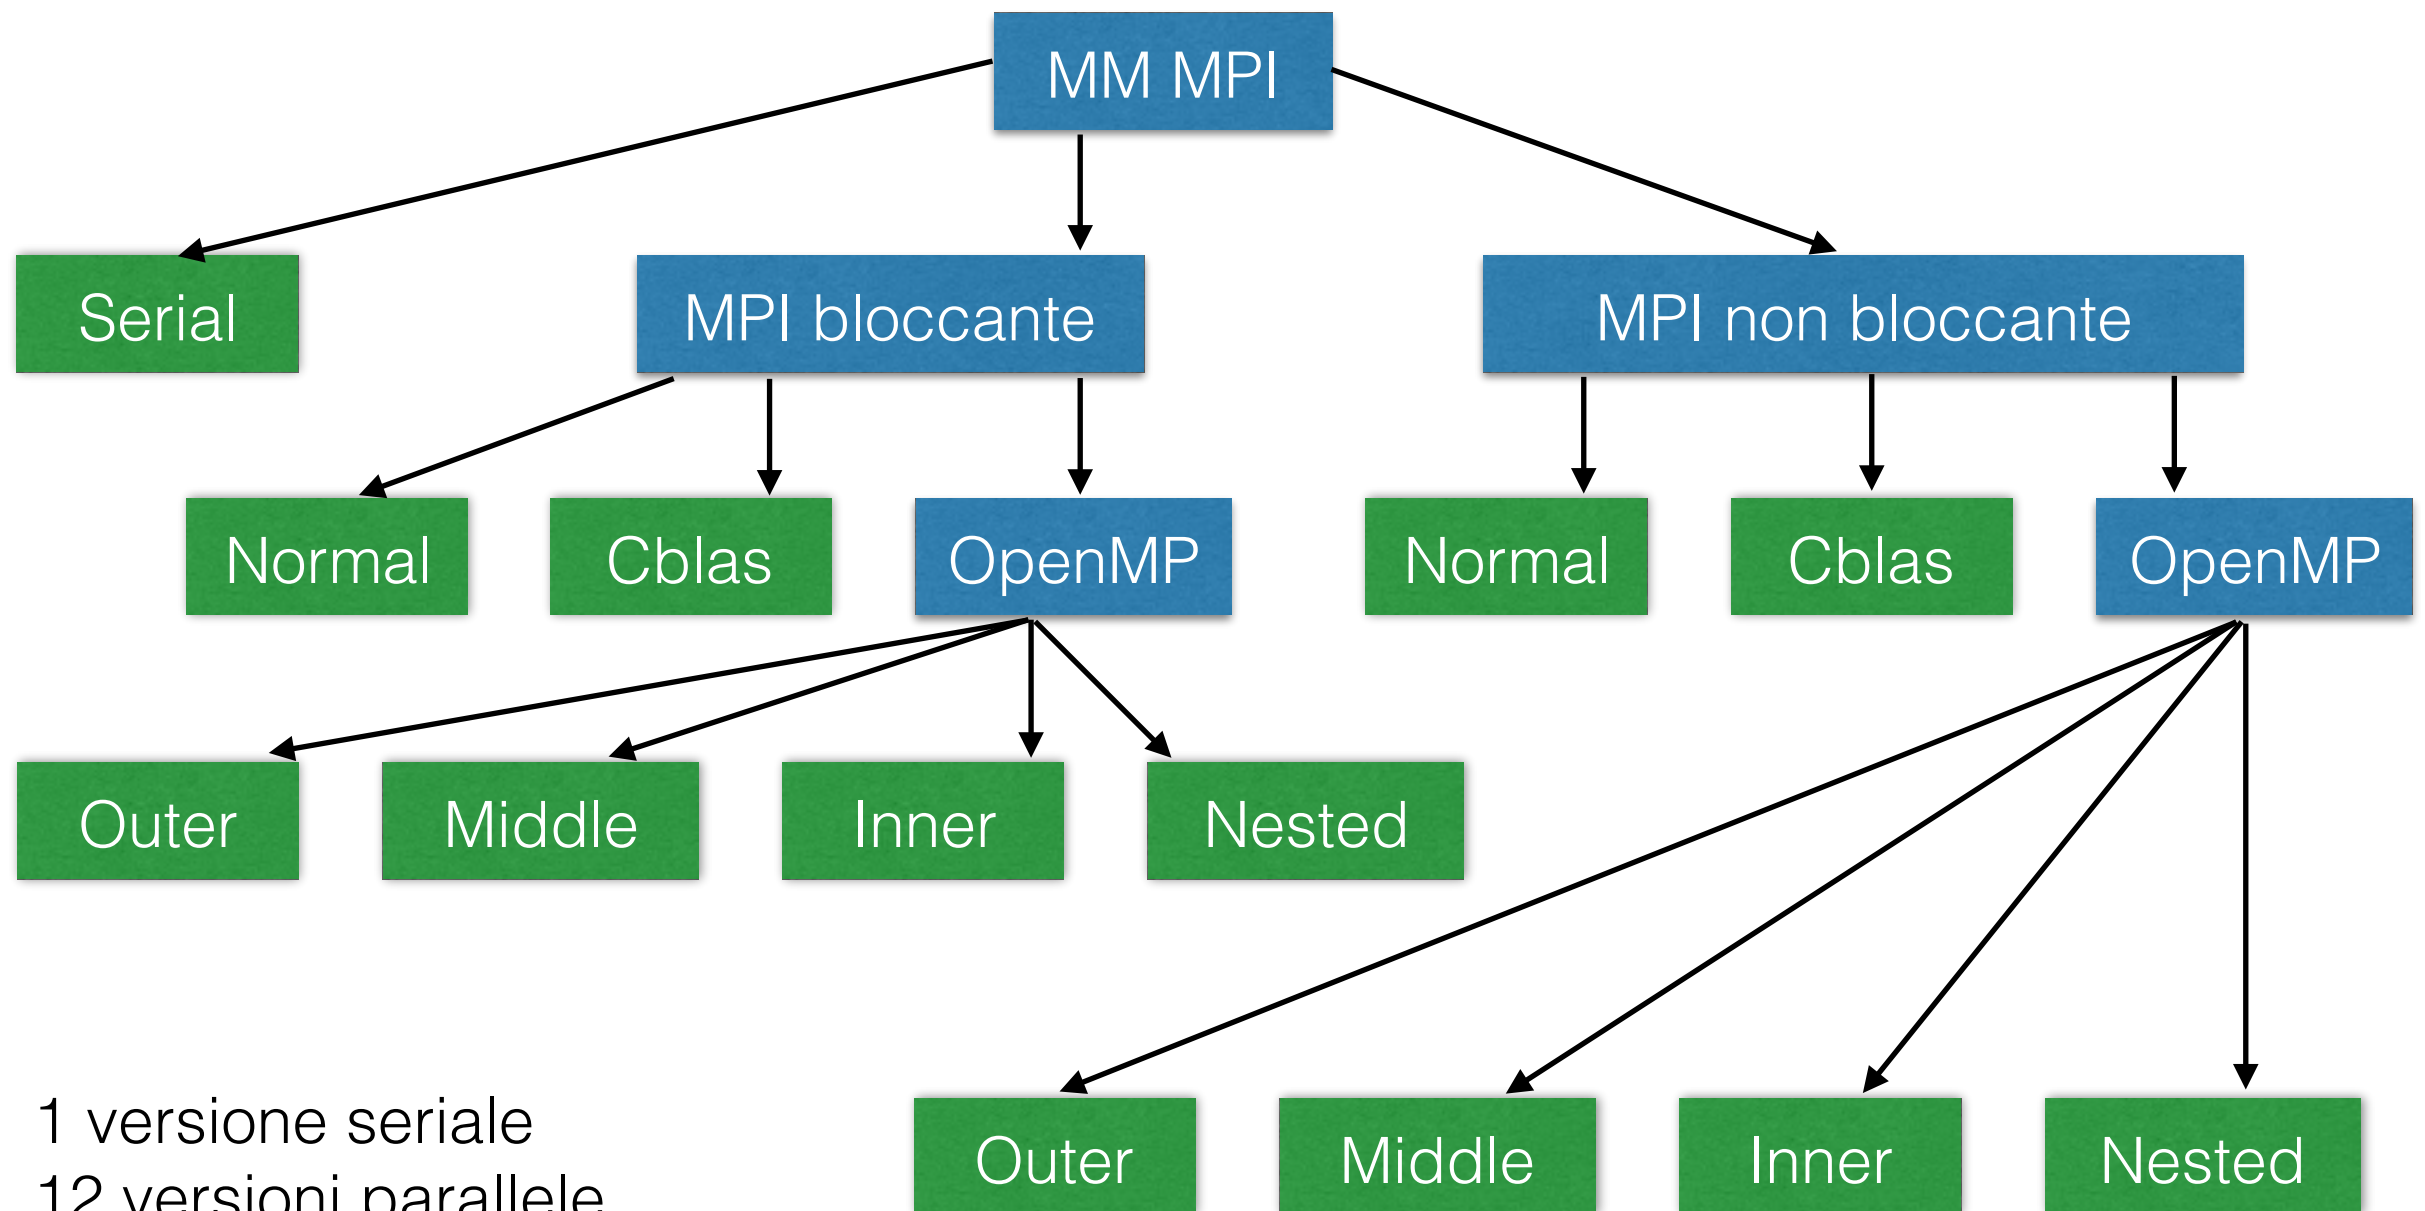 MM MPI
Serial
MPI bloccante
MPI non bloccante
Normal
Cblas
OpenMP
Normal
Cblas
OpenMP
Outer
Middle
Inner
Nested
Outer
Middle
Inner
Nested
1 versione seriale
12 versioni parallele